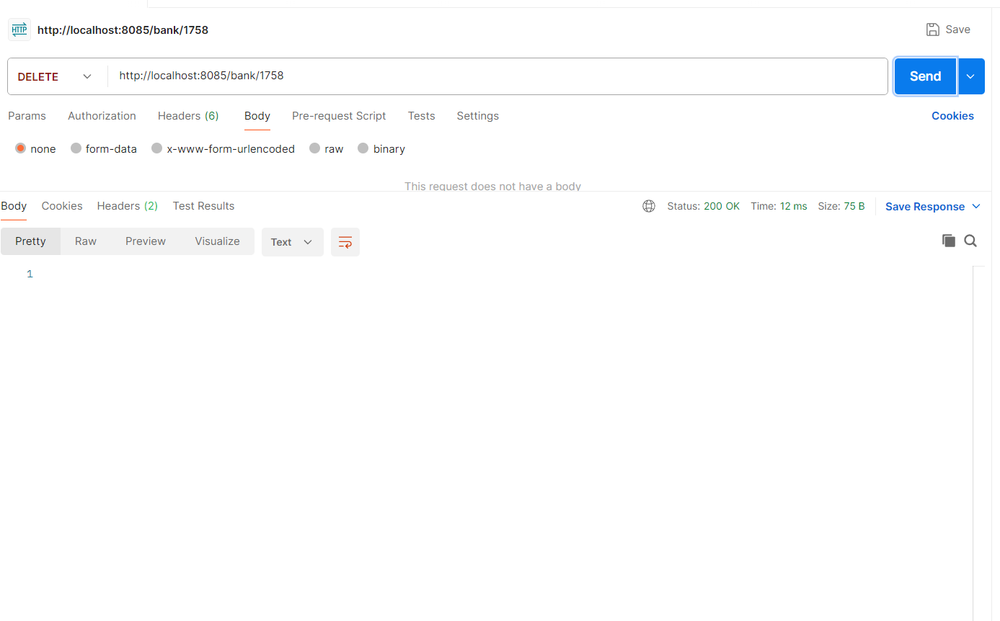 HTTP http://localhost:8085/bank/1758 Save
DELETE http://localhost:8085/bank/1758 Send
Params Authorization Headers (6) Body Pre-request Script Tests Settings Cookies
none form-data x-www-form-urlencoded raw binary
This request does not have a body
Body Cookies Headers (2) Test Results Status: 200 OK Time: 12 ms Size: 75 B Save Response
Pretty Raw Preview Visualize Text
1